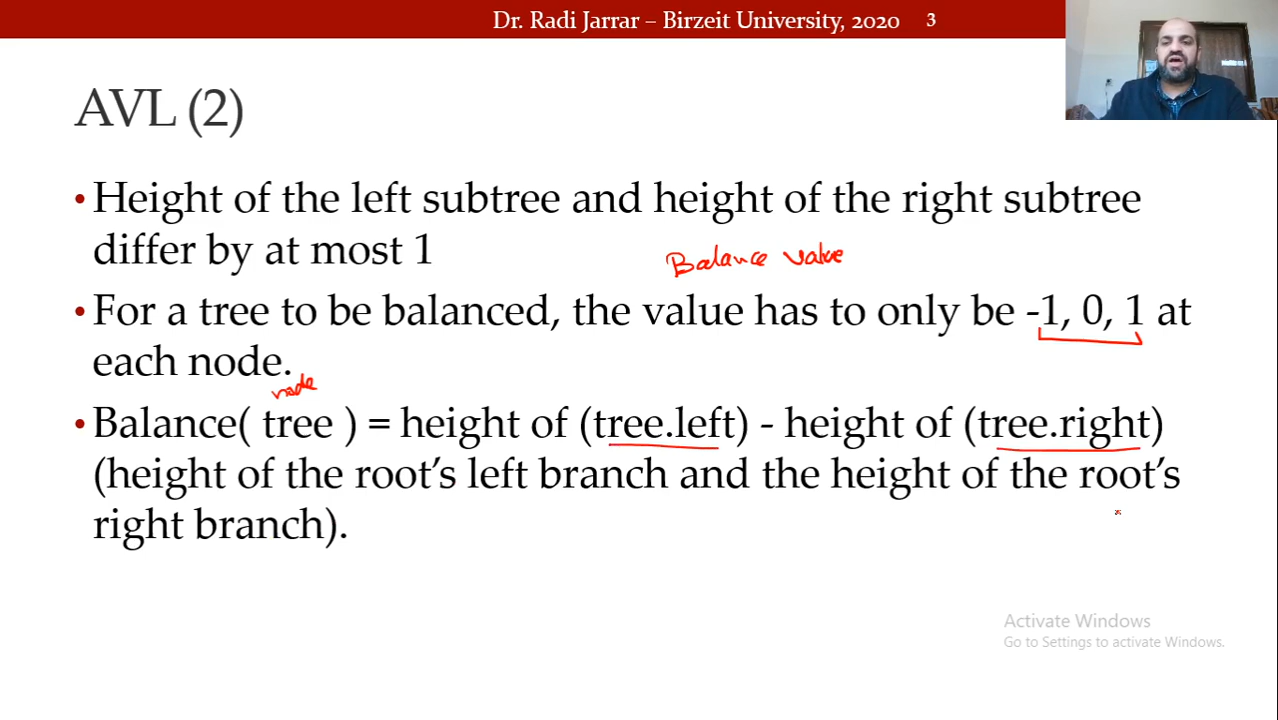 Dr. Radi Jarrar – Birzeit University, 2020 3
AVL (2)
•Height of the left subtree and height of the right subtree
differ by at most 1
Balance value
•For a tree to be balanced, the value has to only be -1, 0, 1 at
each node.
node
•Balance( tree ) = height of (tree.left) - height of (tree.right)
(height of the root’s left branch and the height of the root’s
right branch).
Activate Windows
Go to Settings to activate Windows.